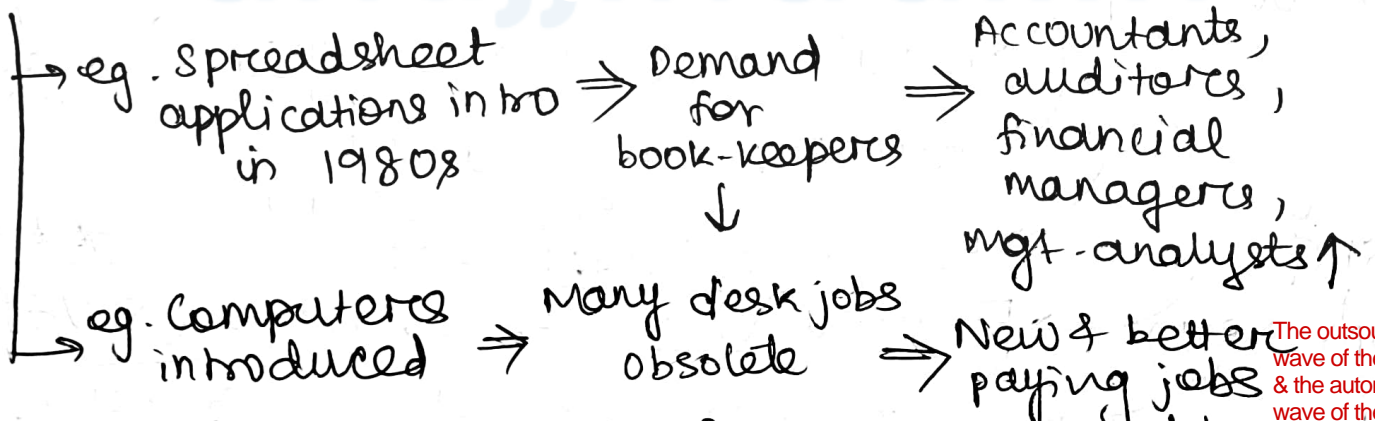 → eg. Spreadsheet
applications intro
in 1980s
⇒ Demand
for
book-keepers
↓
⇒ Accountants,
auditors,
financial
managers,
mgt-analysts ↑
→ eg. Computers
introduced
⇒ Many desk jobs
obsolete
⇒ New & better
paying jobs
The outsou
wave of the
& the autor
wave of the